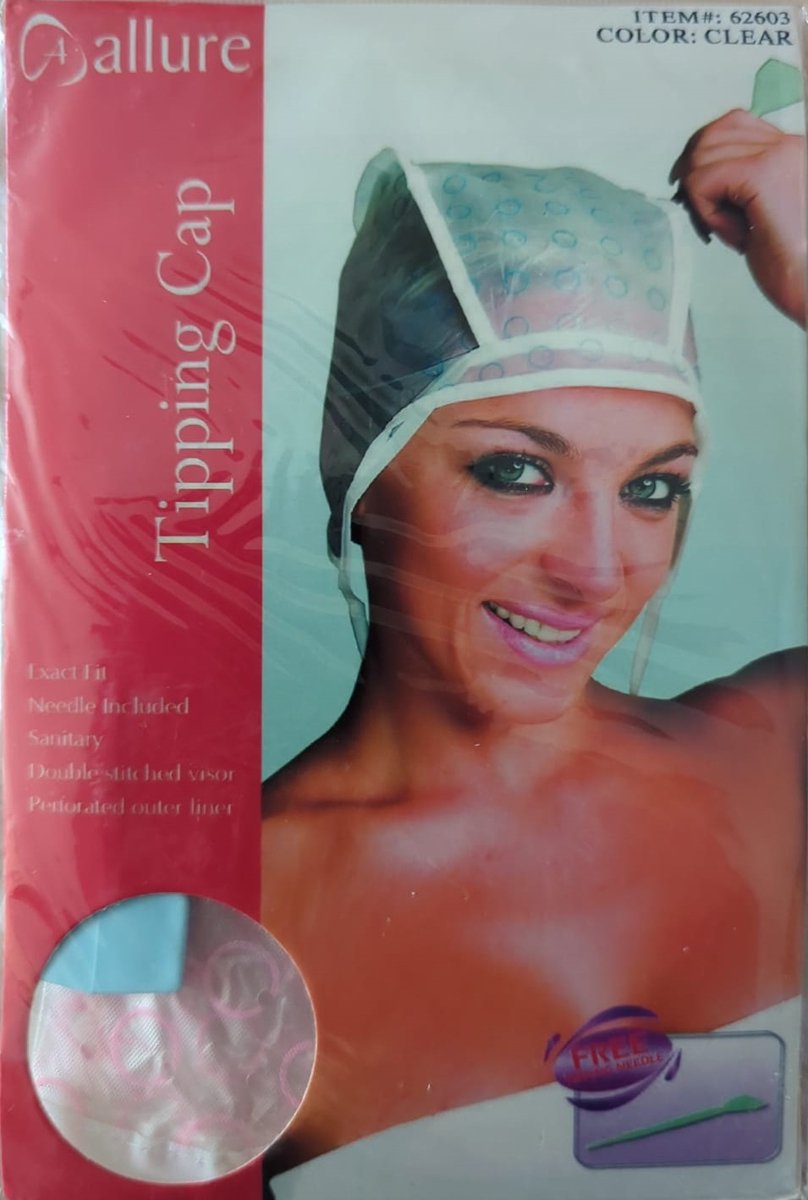 ITEM#: 62603
COLOR: CLEAR
A allure
Tipping Cap
Exact Fit
Needle Included
Sanitary
Double stitched visor
Perforated outer liner
FREE
NEEDLE